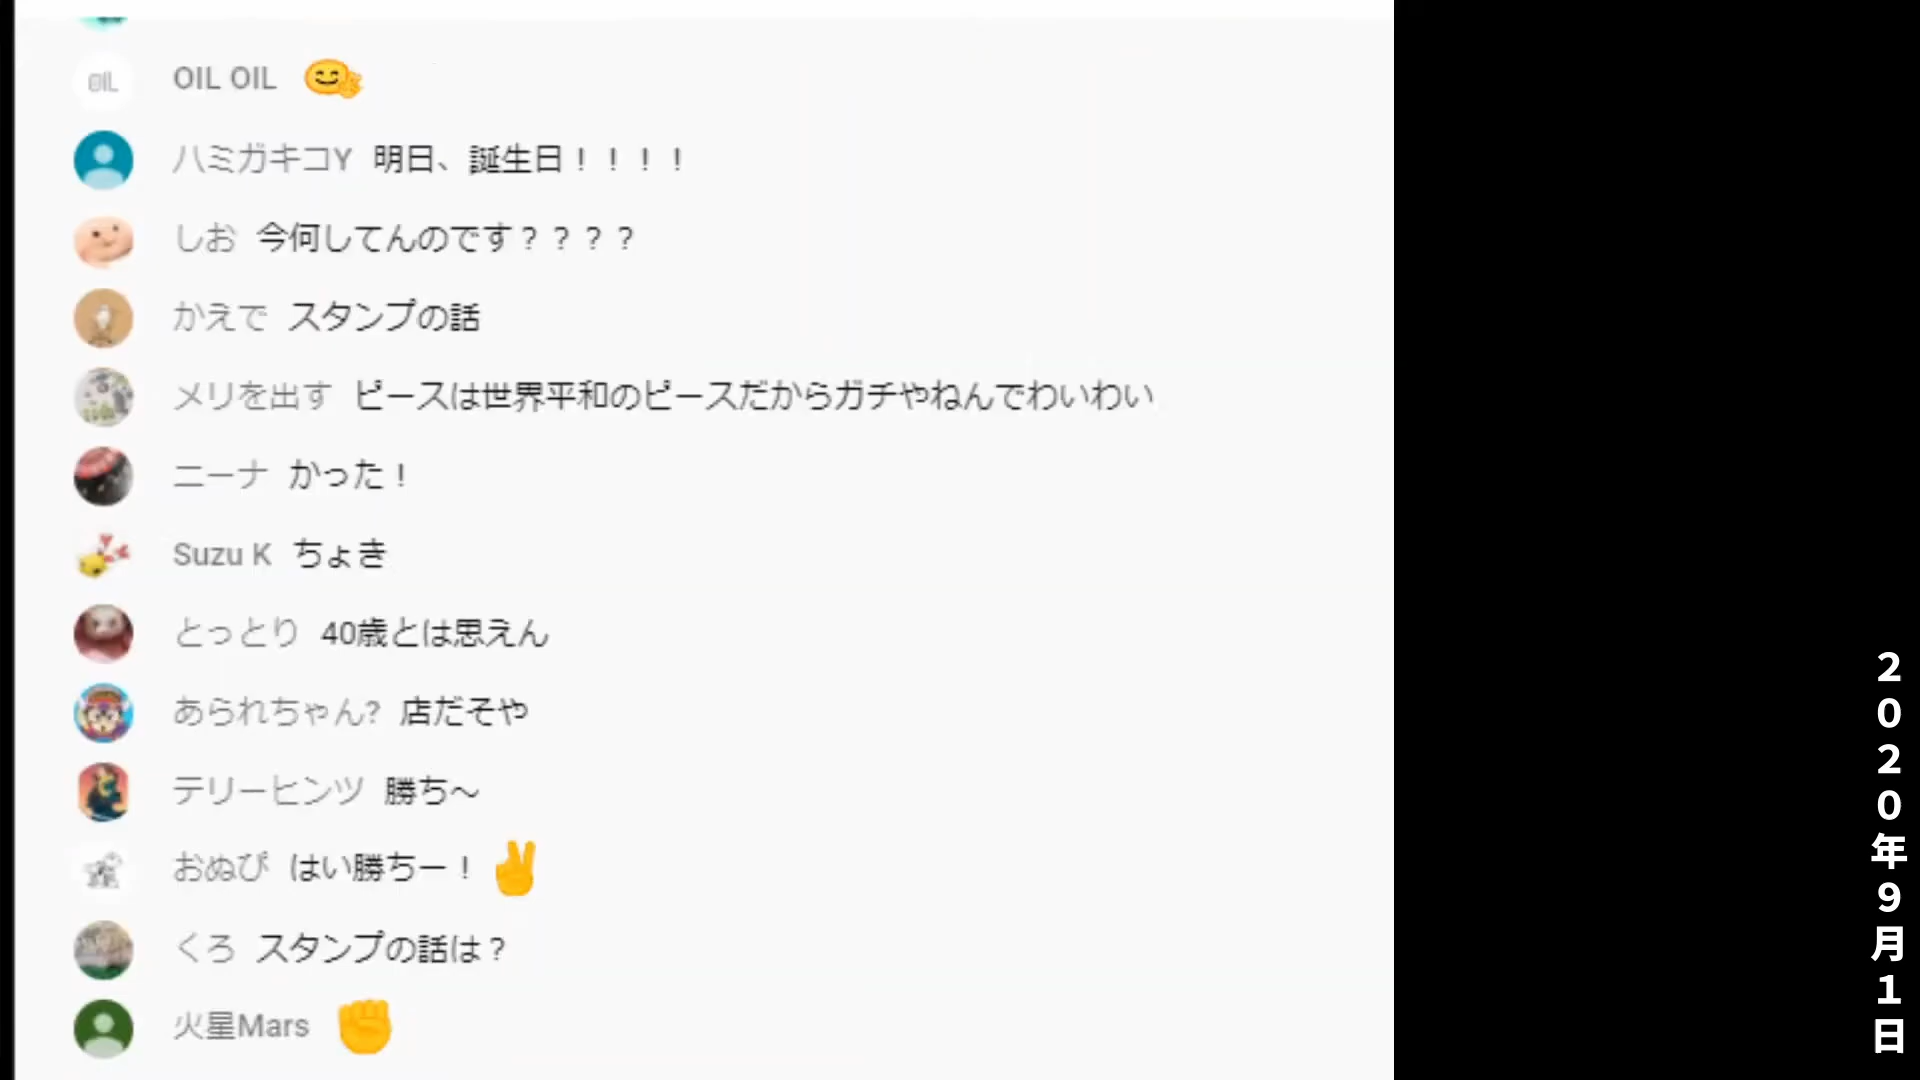 OIL OIL OIL 😊
ハミガキコY 明日、誕生日！！！！
しお 今何してんのです？？？？
かえで スタンプの話
メリを出す ピースは世界平和のピースだからガチやねんでわいわい
ニーナ かった！
Suzu K ちょき
とっとり 40歳とは思えん
あられちゃん? 店だそや
テリーヒンツ 勝ち～
おぬぴ はい勝ちー！ ✌
くろ スタンプの話は？
火星Mars ✊
2020年9月1日